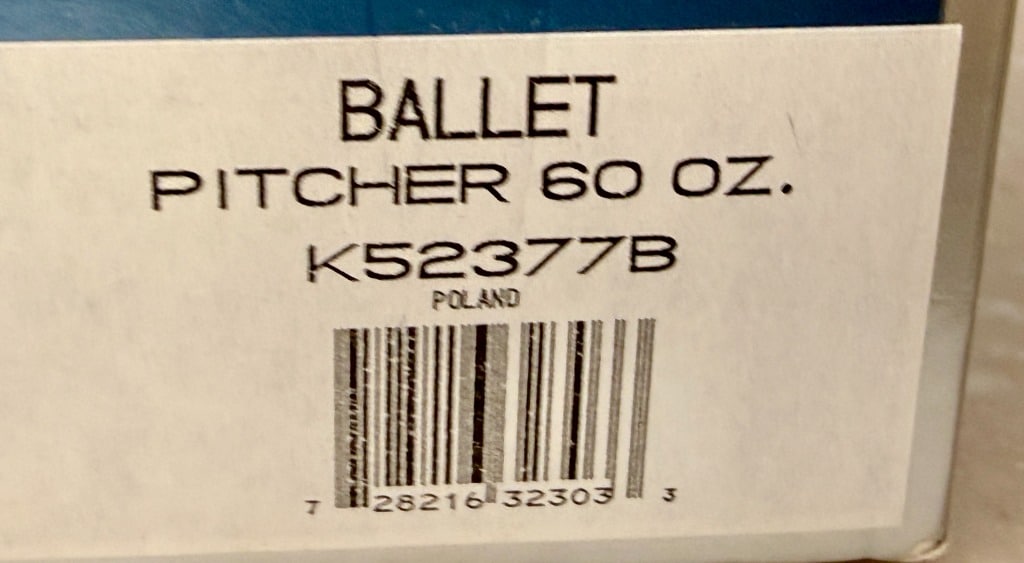 BALLET
PITCHER 60 OZ.
K52377B
POLAND
7 28216 32303 3